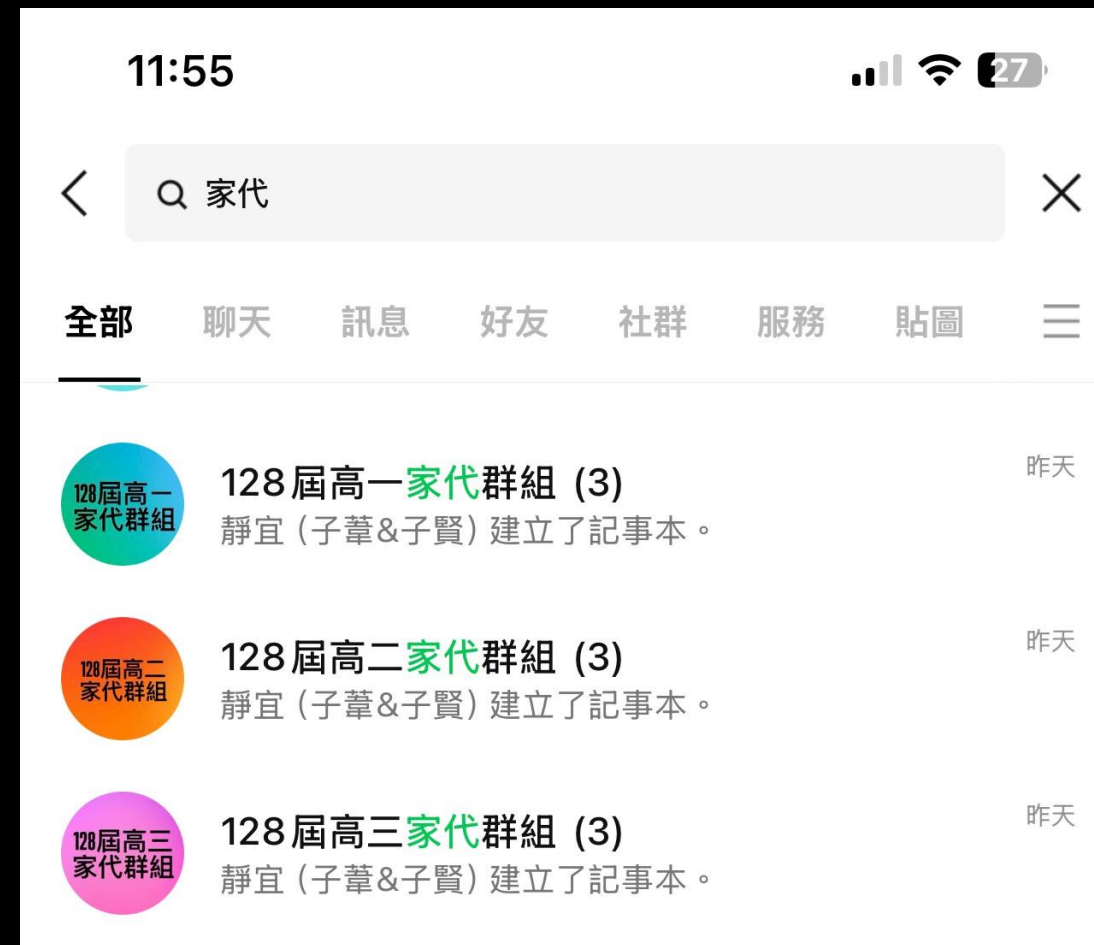 11:55
27
家代
全部 聊天 訊息 好友 社群 服務 貼圖
128屆高一
家代群組
128屆高一家代群組 (3)
昨天
靜宜 (子葦&子賢) 建立了記事本。
128屆高二
家代群組
128屆高二家代群組 (3)
昨天
靜宜 (子葦&子賢) 建立了記事本。
128屆高三
家代群組
128屆高三家代群組 (3)
昨天
靜宜 (子葦&子賢) 建立了記事本。